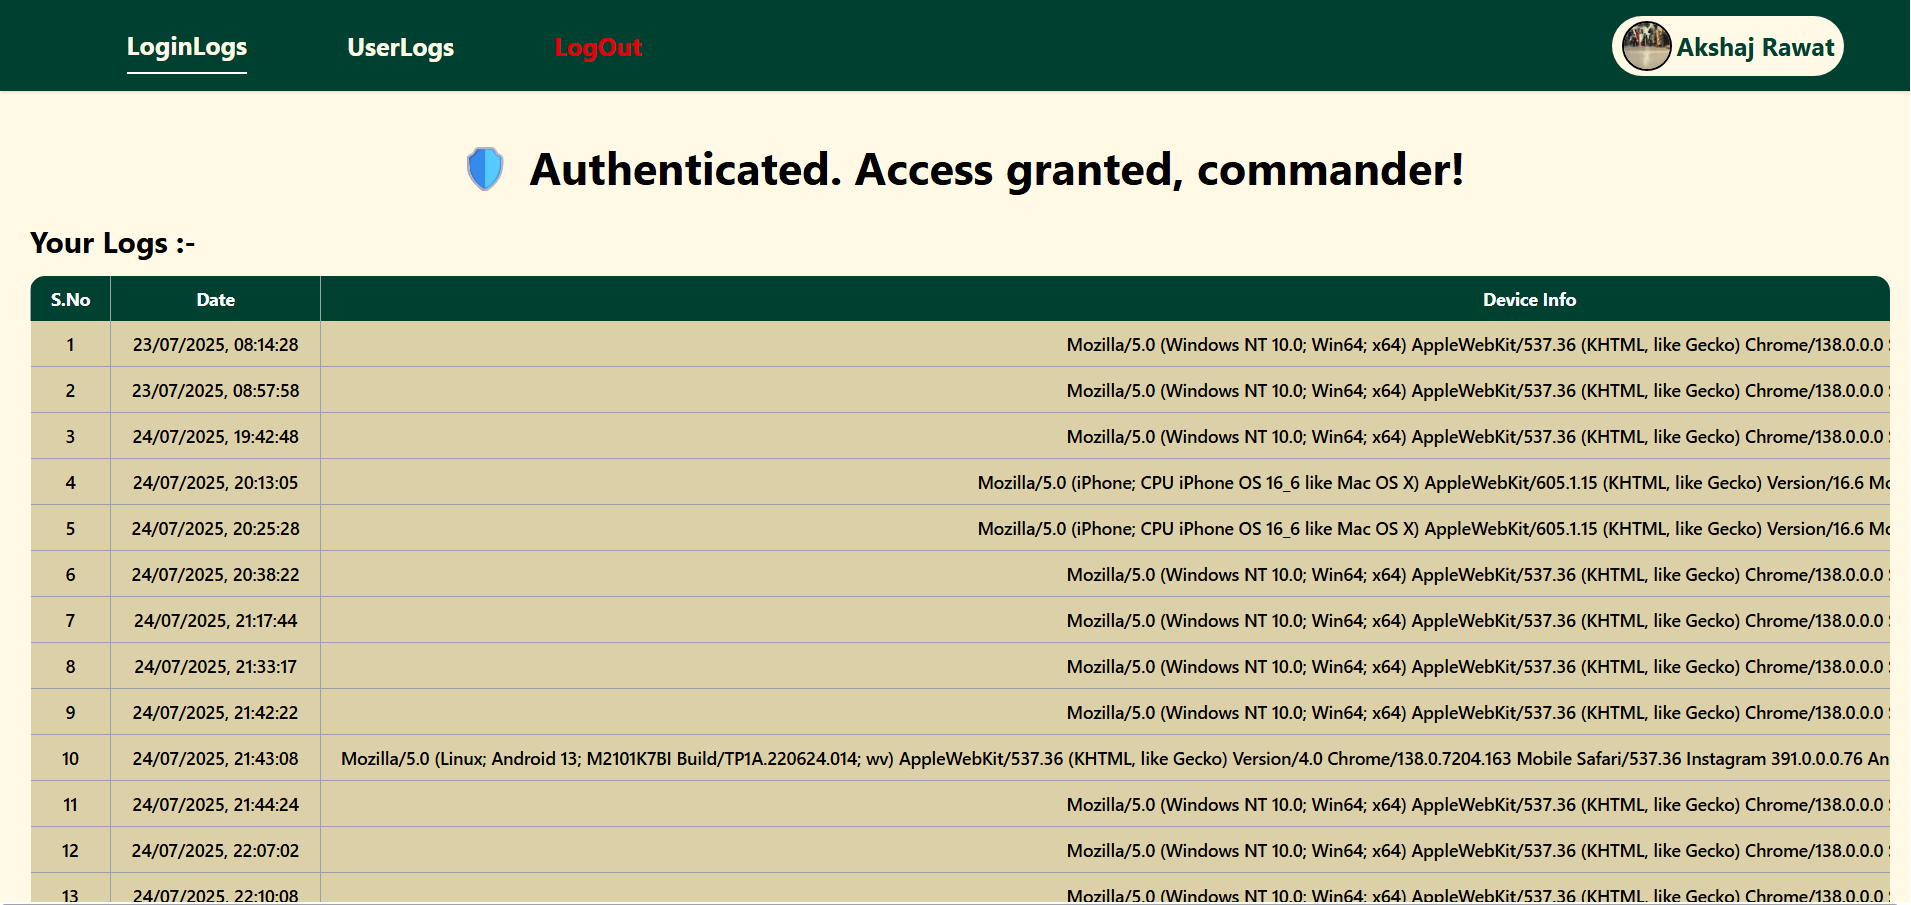 LoginLogs UserLogs LogOut Akshaj Rawat
Authenticated. Access granted, commander!
Your Logs :-
S.No Date Device Info
1 23/07/2025, 08:14:28 Mozilla/5.0 (Windows NT 10.0; Win64; x64) AppleWebKit/537.36 (KHTML, like Gecko) Chrome/138.0.0.0
2 23/07/2025, 08:57:58 Mozilla/5.0 (Windows NT 10.0; Win64; x64) AppleWebKit/537.36 (KHTML, like Gecko) Chrome/138.0.0.0
3 24/07/2025, 19:42:48 Mozilla/5.0 (Windows NT 10.0; Win64; x64) AppleWebKit/537.36 (KHTML, like Gecko) Chrome/138.0.0.0
4 24/07/2025, 20:13:05 Mozilla/5.0 (iPhone; CPU iPhone OS 16_6 like Mac OS X) AppleWebKit/605.1.15 (KHTML, like Gecko) Version/16.6
5 24/07/2025, 20:25:28 Mozilla/5.0 (iPhone; CPU iPhone OS 16_6 like Mac OS X) AppleWebKit/605.1.15 (KHTML, like Gecko) Version/16.6
6 24/07/2025, 20:38:22 Mozilla/5.0 (Windows NT 10.0; Win64; x64) AppleWebKit/537.36 (KHTML, like Gecko) Chrome/138.0.0.0
7 24/07/2025, 21:17:44 Mozilla/5.0 (Windows NT 10.0; Win64; x64) AppleWebKit/537.36 (KHTML, like Gecko) Chrome/138.0.0.0
8 24/07/2025, 21:33:17 Mozilla/5.0 (Windows NT 10.0; Win64; x64) AppleWebKit/537.36 (KHTML, like Gecko) Chrome/138.0.0.0
9 24/07/2025, 21:42:22 Mozilla/5.0 (Windows NT 10.0; Win64; x64) AppleWebKit/537.36 (KHTML, like Gecko) Chrome/138.0.0.0
10 24/07/2025, 21:43:08 Mozilla/5.0 (Linux; Android 13; M2101K7BI Build/TP1A.220624.014; wv) AppleWebKit/537.36 (KHTML, like Gecko) Version/4.0 Chrome/138.0.7204.163 Mobile Safari/537.36 Instagram 391.0.0.0.76 An
11 24/07/2025, 21:44:24 Mozilla/5.0 (Windows NT 10.0; Win64; x64) AppleWebKit/537.36 (KHTML, like Gecko) Chrome/138.0.0.0
12 24/07/2025, 22:07:02 Mozilla/5.0 (Windows NT 10.0; Win64; x64) AppleWebKit/537.36 (KHTML, like Gecko) Chrome/138.0.0.0
13 24/07/2025, 22:10:08 Mozilla/5.0 (Windows NT 10.0; Win64; x64) AppleWebKit/537.36 (KHTML, like Gecko) Chrome/138.0.0.0